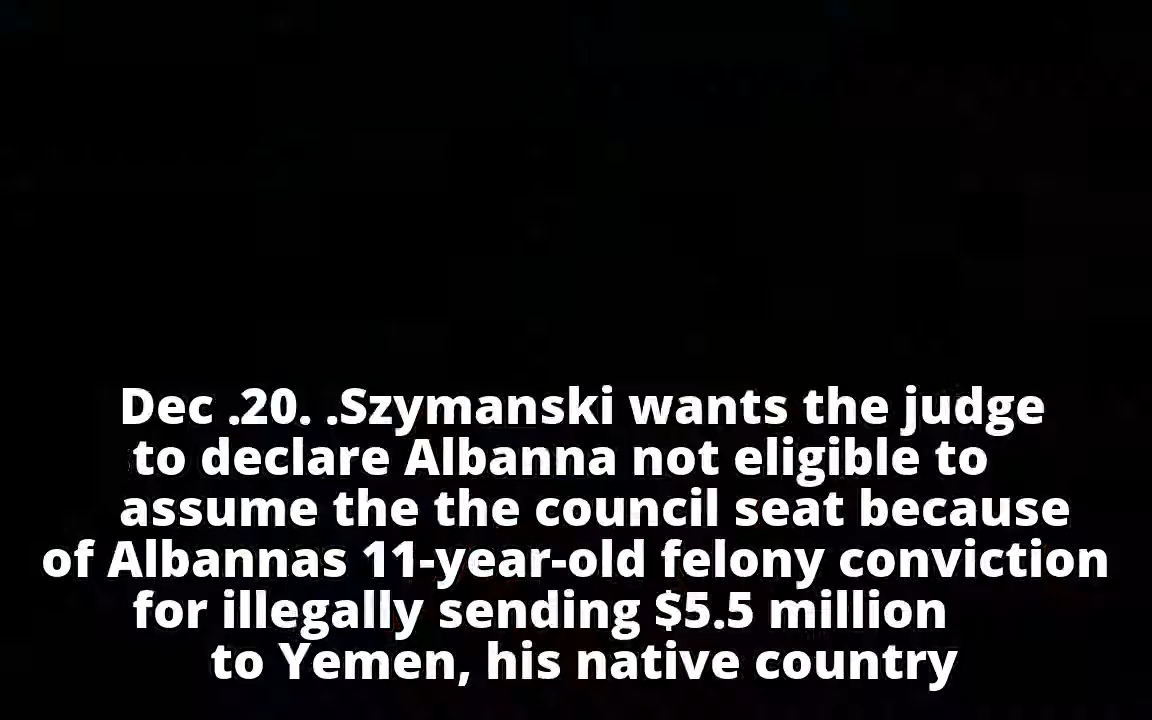 Dec .20. .Szymanski wants the judge
to declare Albanna not eligible to
assume the the council seat because
of Albannas 11-year-old felony conviction
for illegally sending $5.5 million
to Yemen, his native country